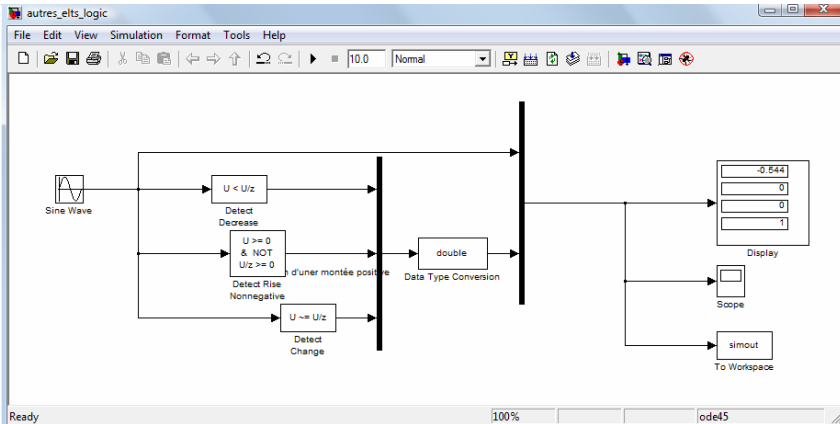 autres_elts_logic
File Edit View Simulation Format Tools Help
10.0 Normal
Sine Wave
U < U/z
Detect
Decrease
U >= 0
& NOT
U/z >= 0
n d'uner montée positive
Detect Rise
Nonnegative
U ~= U/z
Detect
Change
double
Data Type Conversion
-0.544
0
0
1
Display
Scope
simout
To Workspace
Ready 100% ode45